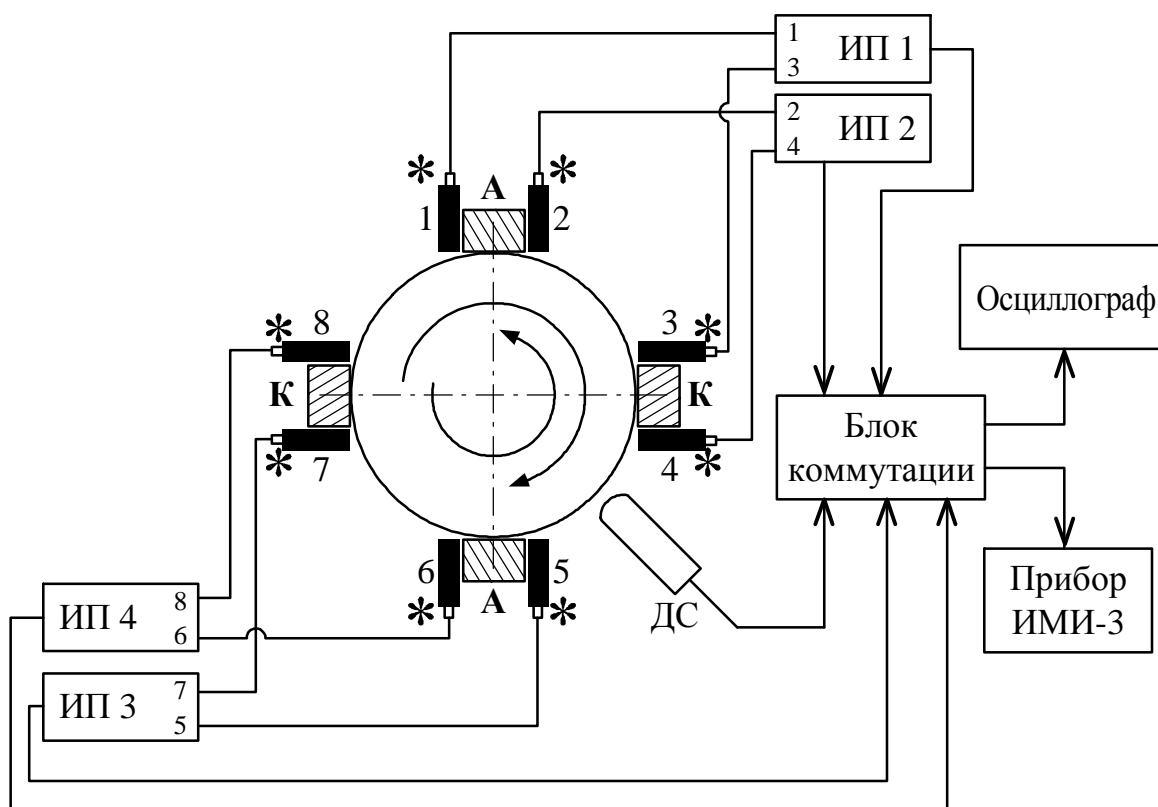 1
3
ИП 1
2
4
ИП 2
*
*
А
1
2
Осциллограф
8
3
*
*
К
К
Блок
коммутации
*
*
7
4
6
5
А
*
*
ДС
Прибор
ИМИ-3
ИП 4
8
6
ИП 3
7
5